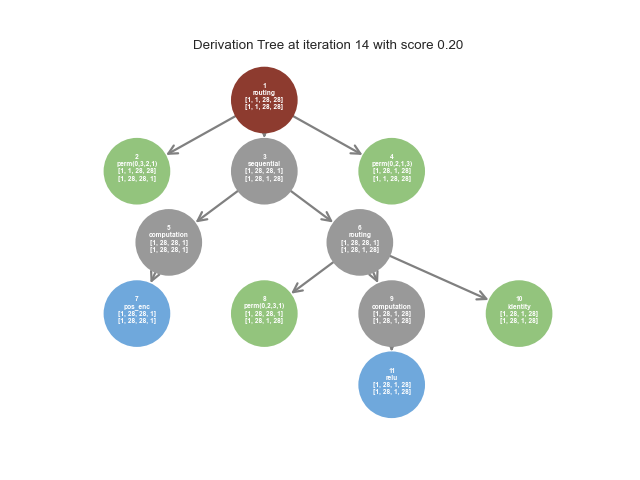 Derivation Tree at iteration 14 with score 0.20
1
routing
[1, 1, 28, 28]
[1, 1, 28, 28]
2
perm(0,3,2,1)
[1, 1, 28, 28]
[1, 28, 28, 1]
3
sequential
[1, 28, 28, 1]
[1, 28, 1, 28]
4
perm(0,2,1,3)
[1, 28, 1, 28]
[1, 1, 28, 28]
5
computation
[1, 28, 28, 1]
[1, 28, 28, 1]
6
routing
[1, 28, 28, 1]
[1, 28, 1, 28]
7
pos_enc
[1, 28, 28, 1]
[1, 28, 28, 1]
8
perm(0,2,3,1)
[1, 28, 28, 1]
[1, 28, 1, 28]
9
computation
[1, 28, 1, 28]
[1, 28, 1, 28]
10
identity
[1, 28, 1, 28]
[1, 28, 1, 28]
11
relu
[1, 28, 1, 28]
[1, 28, 1, 28]